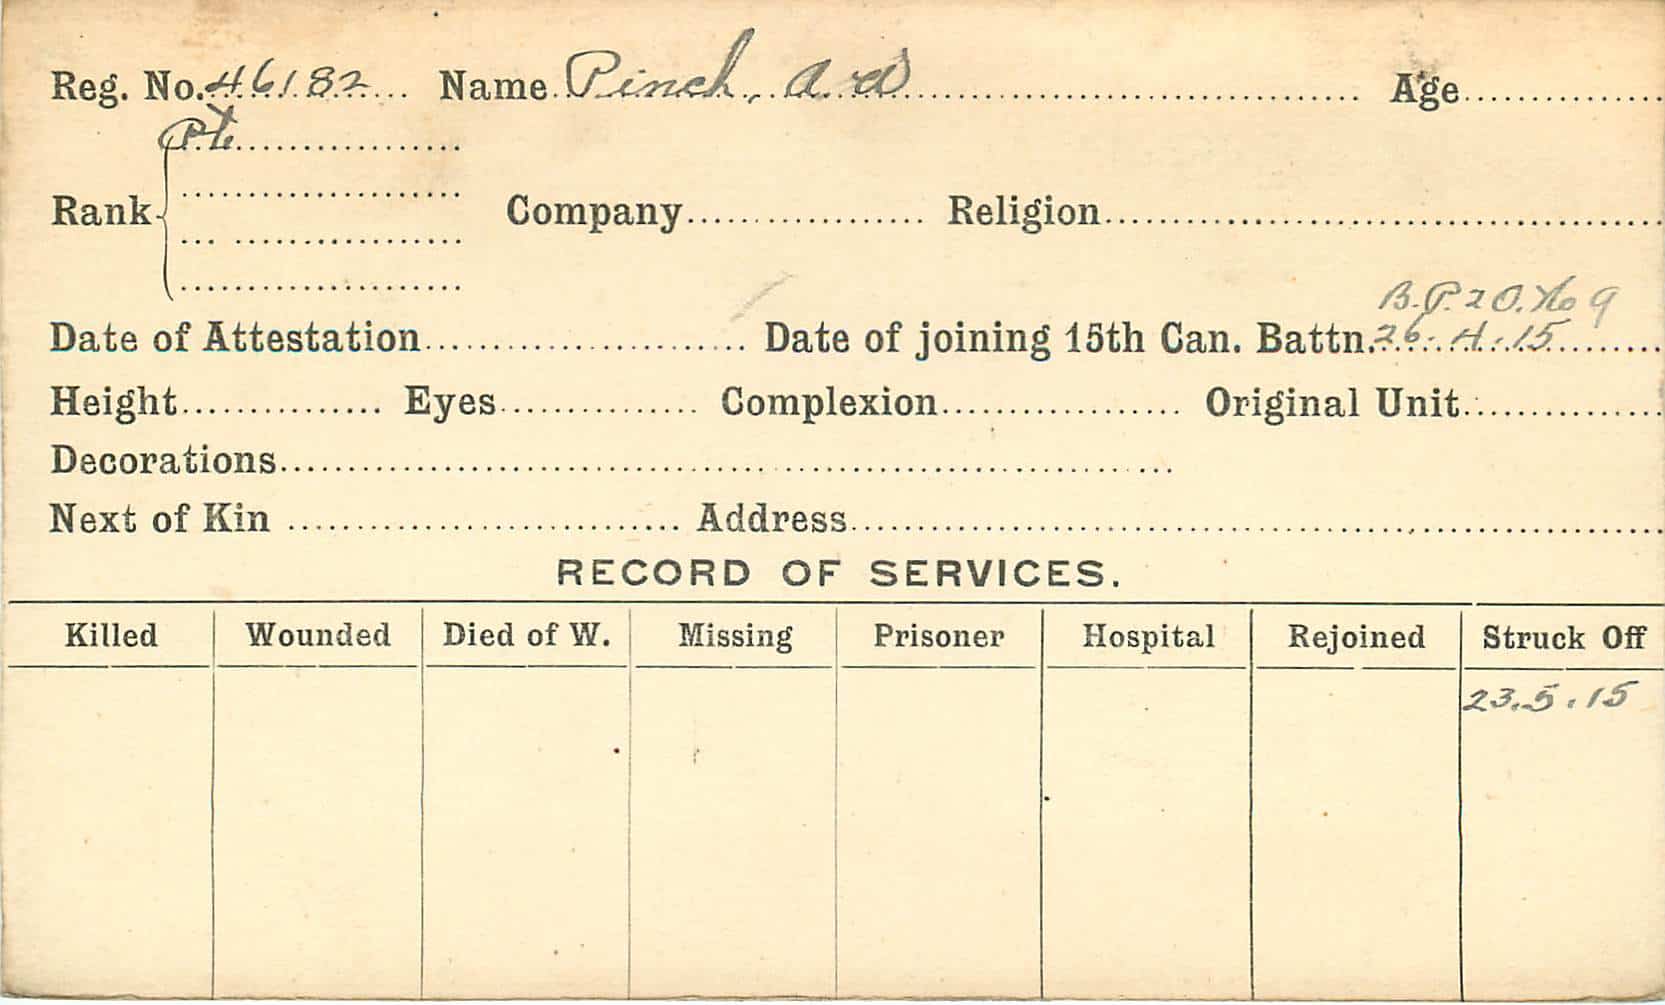 Reg. No. 46182 Name Pinch, A. A. Age
Pte
Rank Company Religion
B.P. 20. No 9
Date of Attestation Date of joining 15th Can. Battn. 26.4.15
Height Eyes Complexion Original Unit
Decorations
Next of Kin Address
RECORD OF SERVICES.
Killed Wounded Died of W. Missing Prisoner Hospital Rejoined Struck Off
23.5.15